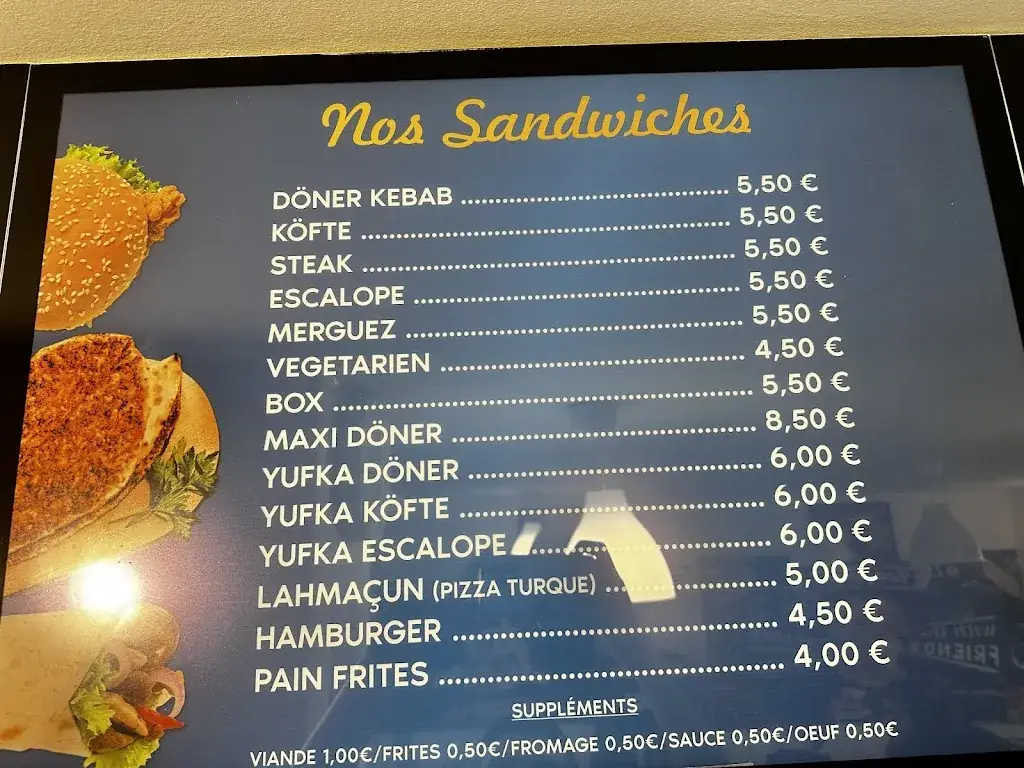 Nos Sandwiches
DÖNER KEBAB 5,50 €
KÖFTE 5,50 €
STEAK 5,50 €
ESCALOPE 5,50 €
MERGUEZ 5,50 €
VEGETARIEN 4,50 €
BOX 5,50 €
MAXI DÖNER 8,50 €
YUFKA DÖNER 6,00 €
YUFKA KÖFTE 6,00 €
YUFKA ESCALOPE 6,00 €
LAHMAÇUN (PIZZA TURQUE) 5,00 €
HAMBURGER 4,50 €
PAIN FRITES 4,00 €
SUPPLÉMENTS
VIANDE 1,00€/FRITES 0,50€/FROMAGE 0,50€/SAUCE 0,50€/OEUF 0,50€